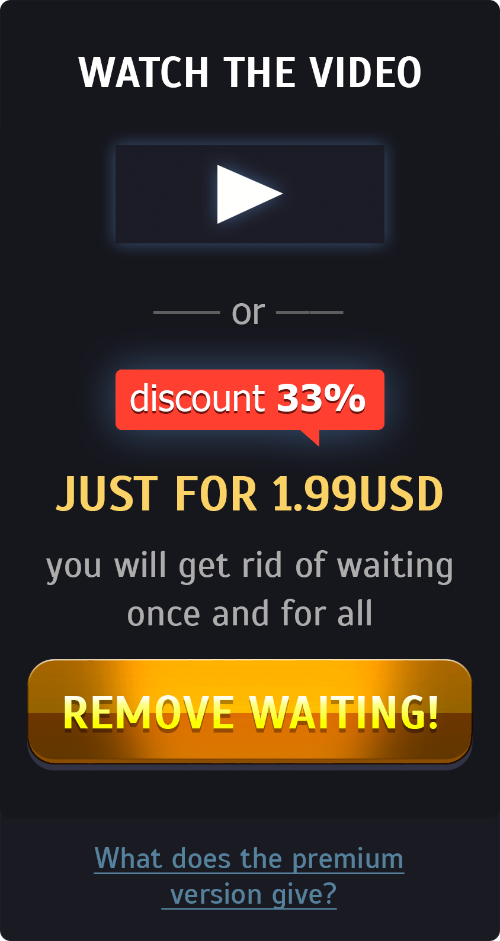 WATCH THE VIDEO
or
discount 33%
JUST FOR 1.99USD
you will get rid of waiting
once and for all
REMOVE WAITING!
What does the premium
version give?